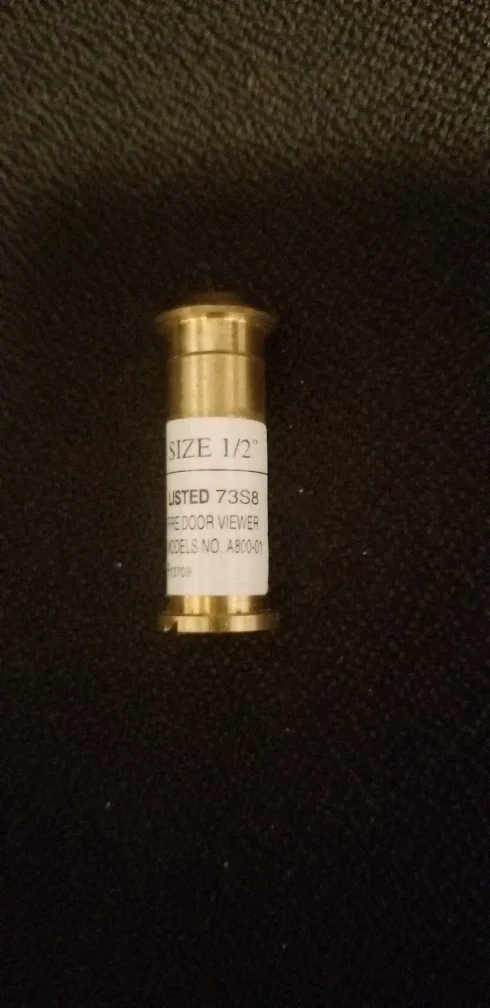 SIZE 1/2"
LISTED 73S8
FIRE DOOR VIEWER
MODELS NO. A800-01